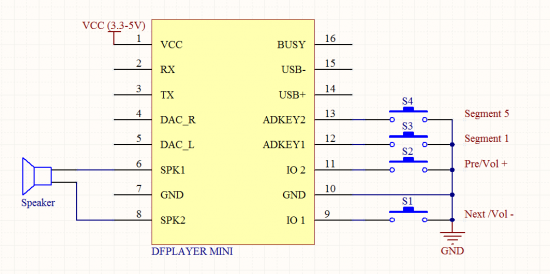 VCC (3.3-5V)
1 VCC BUSY 16
2 RX USB- 15
3 TX USB+ 14
S4
4 DAC_R ADKEY2 13 Segment 5
S3
5 DAC_L ADKEY1 12 Segment 1
S2
6 SPK1 IO 2 11 Pre/Vol +
7 GND GND 10
Speaker
S1
8 SPK2 IO 1 9 Next /Vol -
DFPLAYER MINI
GND